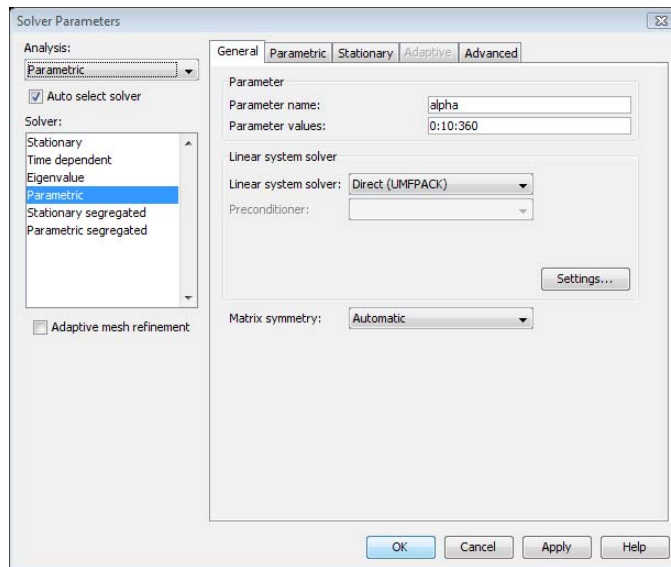 Solver Parameters
Analysis:
Parametric
Auto select solver
Solver:
Stationary
Time dependent
Eigenvalue
Parametric
Stationary segregated
Parametric segregated
Adaptive mesh refinement
General Parametric Stationary Adaptive Advanced
Parameter
Parameter name: alpha
Parameter values: 0:10:360
Linear system solver
Linear system solver: Direct (UMFPACK)
Preconditioner:
Settings...
Matrix symmetry: Automatic
OK Cancel Apply Help